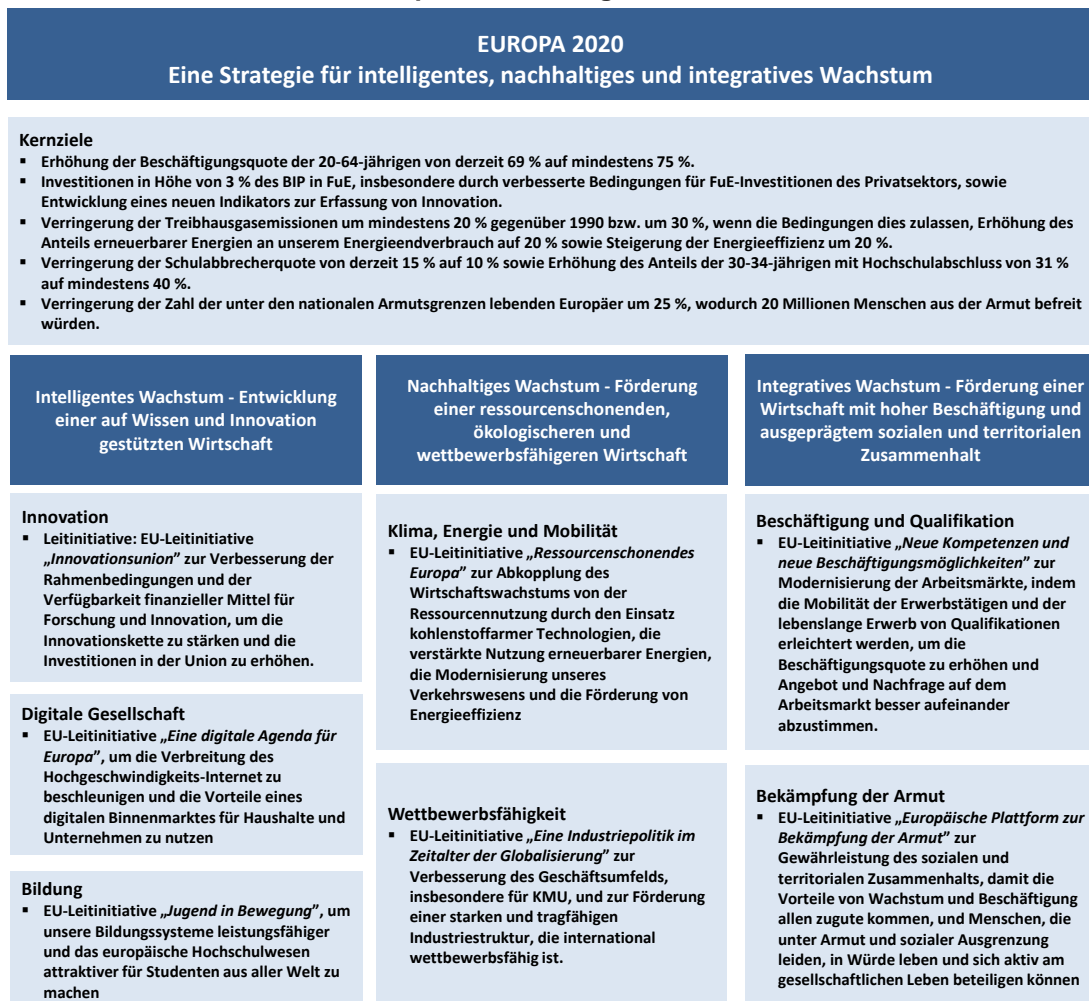 EUROPA 2020
Eine Strategie für intelligentes, nachhaltiges und integratives Wachstum
Kernziele
▪ Erhöhung der Beschäftigungsquote der 20-64-jährigen von derzeit 69 % auf mindestens 75 %.
▪ Investitionen in Höhe von 3 % des BIP in FuE, insbesondere durch verbesserte Bedingungen für FuE-Investitionen des Privatsektors, sowie
Entwicklung eines neuen Indikators zur Erfassung von Innovation.
▪ Verringerung der Treibhausgasemissionen um mindestens 20 % gegenüber 1990 bzw. um 30 %, wenn die Bedingungen dies zulassen, Erhöhung des
Anteils erneuerbarer Energien an unserem Energieendverbrauch auf 20 % sowie Steigerung der Energieeffizienz um 20 %.
▪ Verringerung der Schulabbrecherquote von derzeit 15 % auf 10 % sowie Erhöhung des Anteils der 30-34-jährigen mit Hochschulabschluss von 31 %
auf mindestens 40 %.
▪ Verringerung der Zahl der unter den nationalen Armutsgrenzen lebenden Europäer um 25 %, wodurch 20 Millionen Menschen aus der Armut befreit
würden.
Intelligentes Wachstum - Entwicklung
einer auf Wissen und Innovation
gestützten Wirtschaft
Innovation
▪ Leitinitiative: EU-Leitinitiative
„Innovationsunion" zur Verbesserung der
Rahmenbedingungen und der
Verfügbarkeit finanzieller Mittel für
Forschung und Innovation, um die
Innovationskette zu stärken und die
Investitionen in der Union zu erhöhen.
Digitale Gesellschaft
▪ EU-Leitinitiative „Eine digitale Agenda für
Europa", um die Verbreitung des
Hochgeschwindigkeits-Internet zu
beschleunigen und die Vorteile eines
digitalen Binnenmarktes für Haushalte und
Unternehmen zu nutzen
Bildung
▪ EU-Leitinitiative „Jugend in Bewegung", um
unsere Bildungssysteme leistungsfähiger
und das europäische Hochschulwesen
attraktiver für Studenten aus aller Welt zu
machen
Nachhaltiges Wachstum - Förderung
einer ressourcenschonenden,
ökologischeren und
wettbewerbsfähigeren Wirtschaft
Klima, Energie und Mobilität
▪ EU-Leitinitiative „Ressourcenschonendes
Europa" zur Abkopplung des
Wirtschaftswachstums von der
Ressourcennutzung durch den Einsatz
kohlenstoffarmer Technologien, die
verstärkte Nutzung erneuerbarer Energien,
die Modernisierung unseres
Verkehrswesens und die Förderung von
Energieeffizienz
Wettbewerbsfähigkeit
▪ EU-Leitinitiative „Eine Industriepolitik im
Zeitalter der Globalisierung" zur
Verbesserung des Geschäftsumfelds,
insbesondere für KMU, und zur Förderung
einer starken und tragfähigen
Industriestruktur, die international
wettbewerbsfähig ist.
Integratives Wachstum - Förderung einer
Wirtschaft mit hoher Beschäftigung und
ausgeprägtem sozialen und territorialen
Zusammenhalt
Beschäftigung und Qualifikation
▪ EU-Leitinitiative „Neue Kompetenzen und
neue Beschäftigungsmöglichkeiten" zur
Modernisierung der Arbeitsmärkte, indem
die Mobilität der Erwerbstätigen und der
lebenslange Erwerb von Qualifikationen
erleichtert werden, um die
Beschäftigungsquote zu erhöhen und
Angebot und Nachfrage auf dem
Arbeitsmarkt besser aufeinander
abzustimmen.
Bekämpfung der Armut
▪ EU-Leitinitiative „Europäische Plattform zur
Bekämpfung der Armut" zur
Gewährleistung des sozialen und
territorialen Zusammenhalts, damit die
Vorteile von Wachstum und Beschäftigung
allen zugute kommen, und Menschen, die
unter Armut und sozialer Ausgrenzung
leiden, in Würde leben und sich aktiv am
gesellschaftlichen Leben beteiligen können